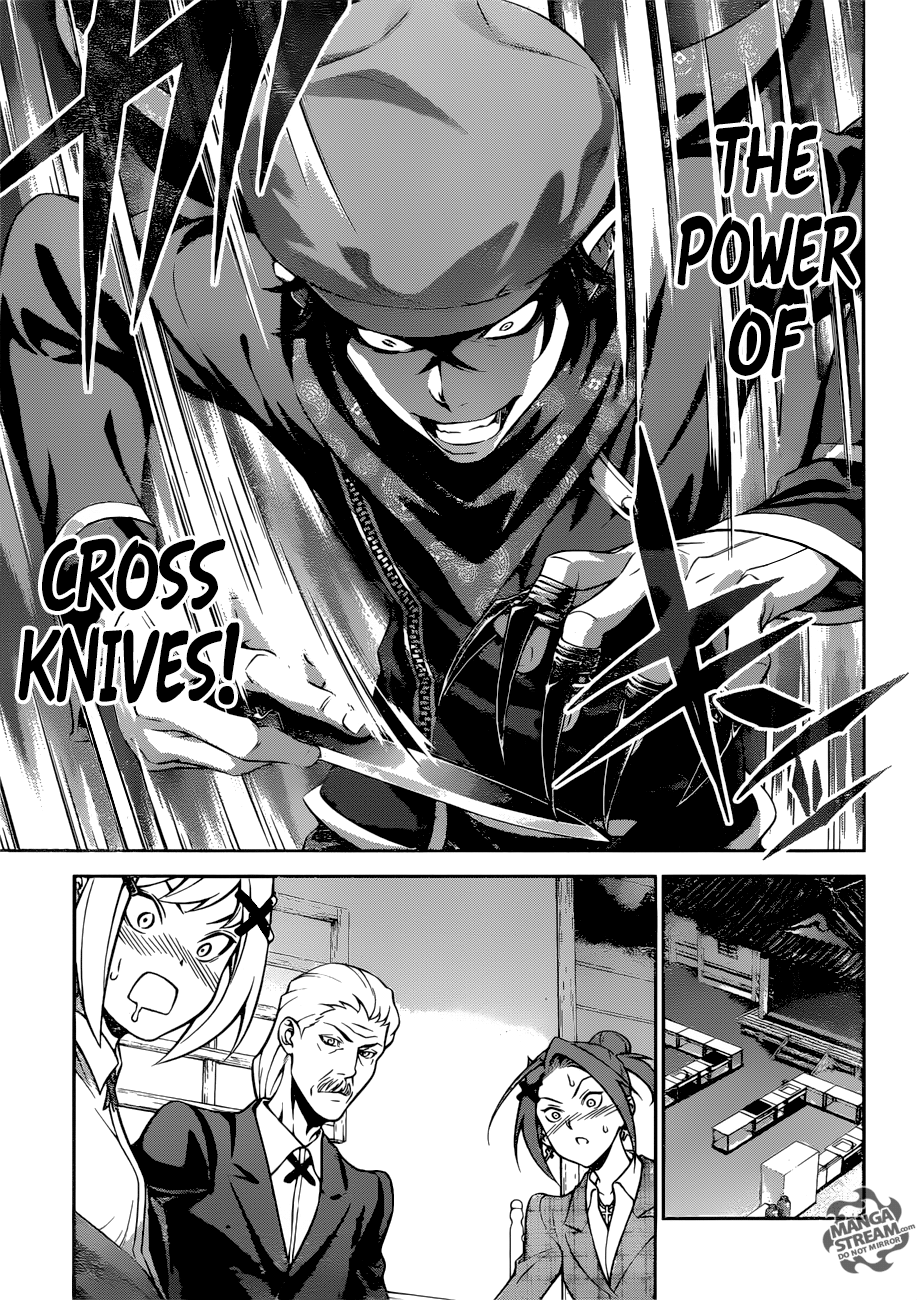 THE
POWER
OF
CROSS
KNIVES!
MANGA
STREAM.com
DO NOT MIRROR